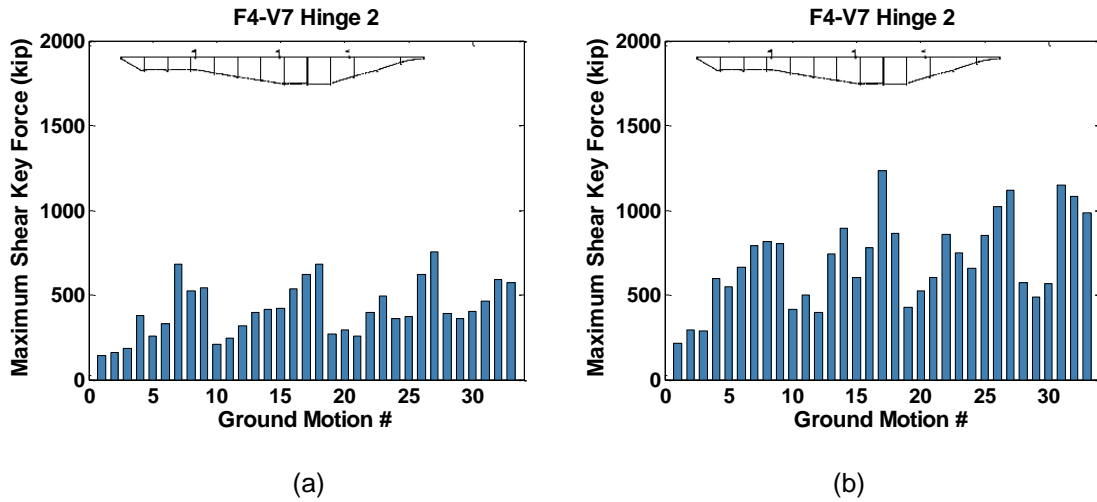 F4-V7 Hinge 2
2000
1500
1000
500
0
Maximum Shear Key Force (kip)
0 5 10 15 20 25 30
Ground Motion #
(a)
F4-V7 Hinge 2
2000
1500
1000
500
0
Maximum Shear Key Force (kip)
0 5 10 15 20 25 30
Ground Motion #
(b)